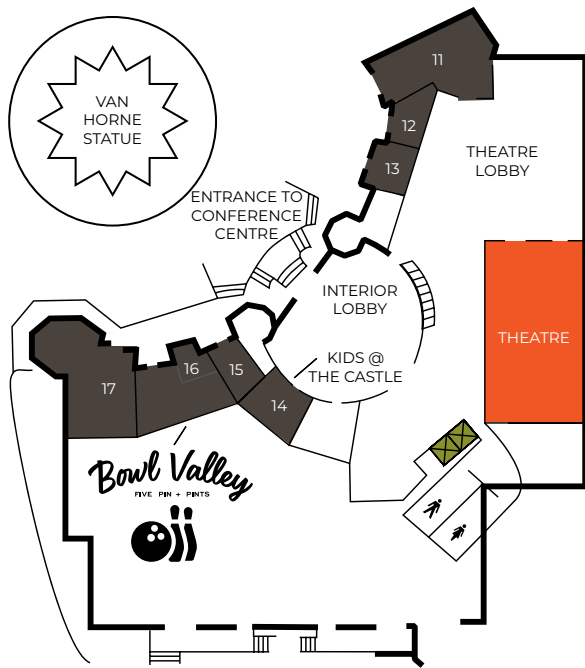 VAN
HORNE
STATUE
11
12
13
THEATRE
LOBBY
ENTRANCE TO
CONFERENCE
CENTRE
INTERIOR
LOBBY
THEATRE
KIDS @
THE CASTLE
17
16
15
14
Bowl Valley
FIVE PIN + PINTS